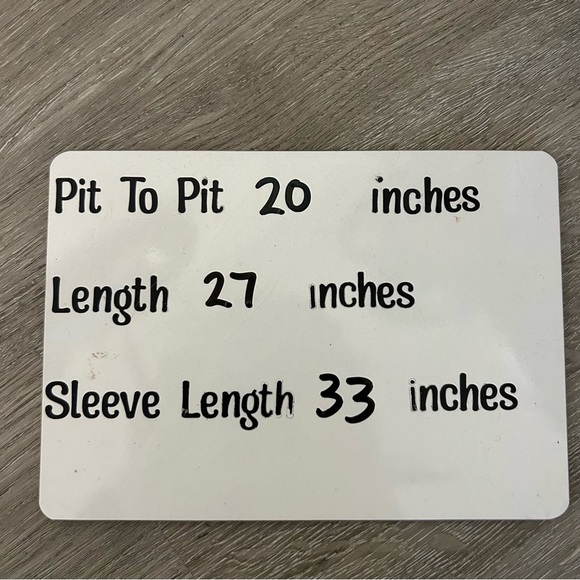 Pit To Pit 20 inches
Length 27 inches
Sleeve Length 33 inches